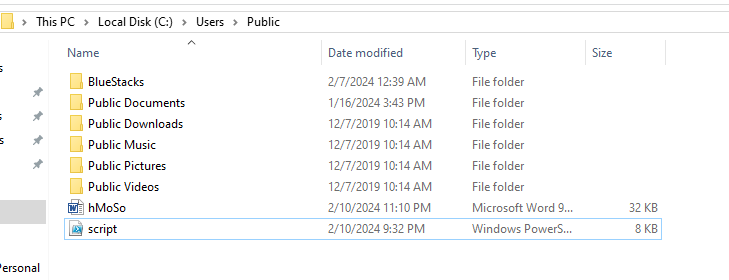 This PC > Local Disk (C:) > Users > Public
Name Date modified Type Size
BlueStacks 2/7/2024 12:39 AM File folder
Public Documents 1/16/2024 3:43 PM File folder
Public Downloads 12/7/2019 10:14 AM File folder
Public Music 12/7/2019 10:14 AM File folder
Public Pictures 12/7/2019 10:14 AM File folder
Public Videos 12/7/2019 10:14 AM File folder
hMoSo 2/10/2024 11:10 PM Microsoft Word 9... 32 KB
script 2/10/2024 9:32 PM Windows PowerS... 8 KB
Personal